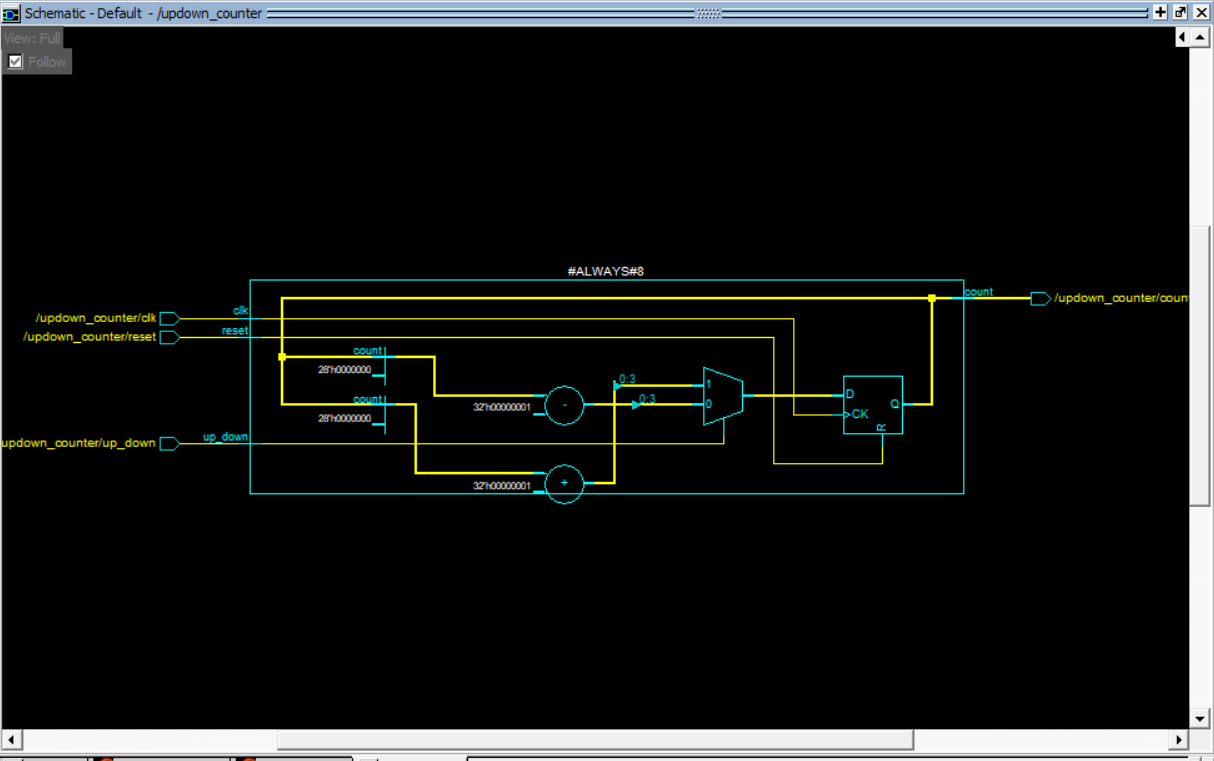 Schematic - Default - /updown_counter
View: Full
Follow
#ALWAYS#8
count
/updown_counter/coun
clk
/updown_counter/clk
reset
/updown_counter/reset
count
28'h0000000
0:3
1
D
0:3
0
Q
32'h00000001
-
count
CK
28'h0000000
R
up_down
updown_counter/up_down
32'h00000001
+